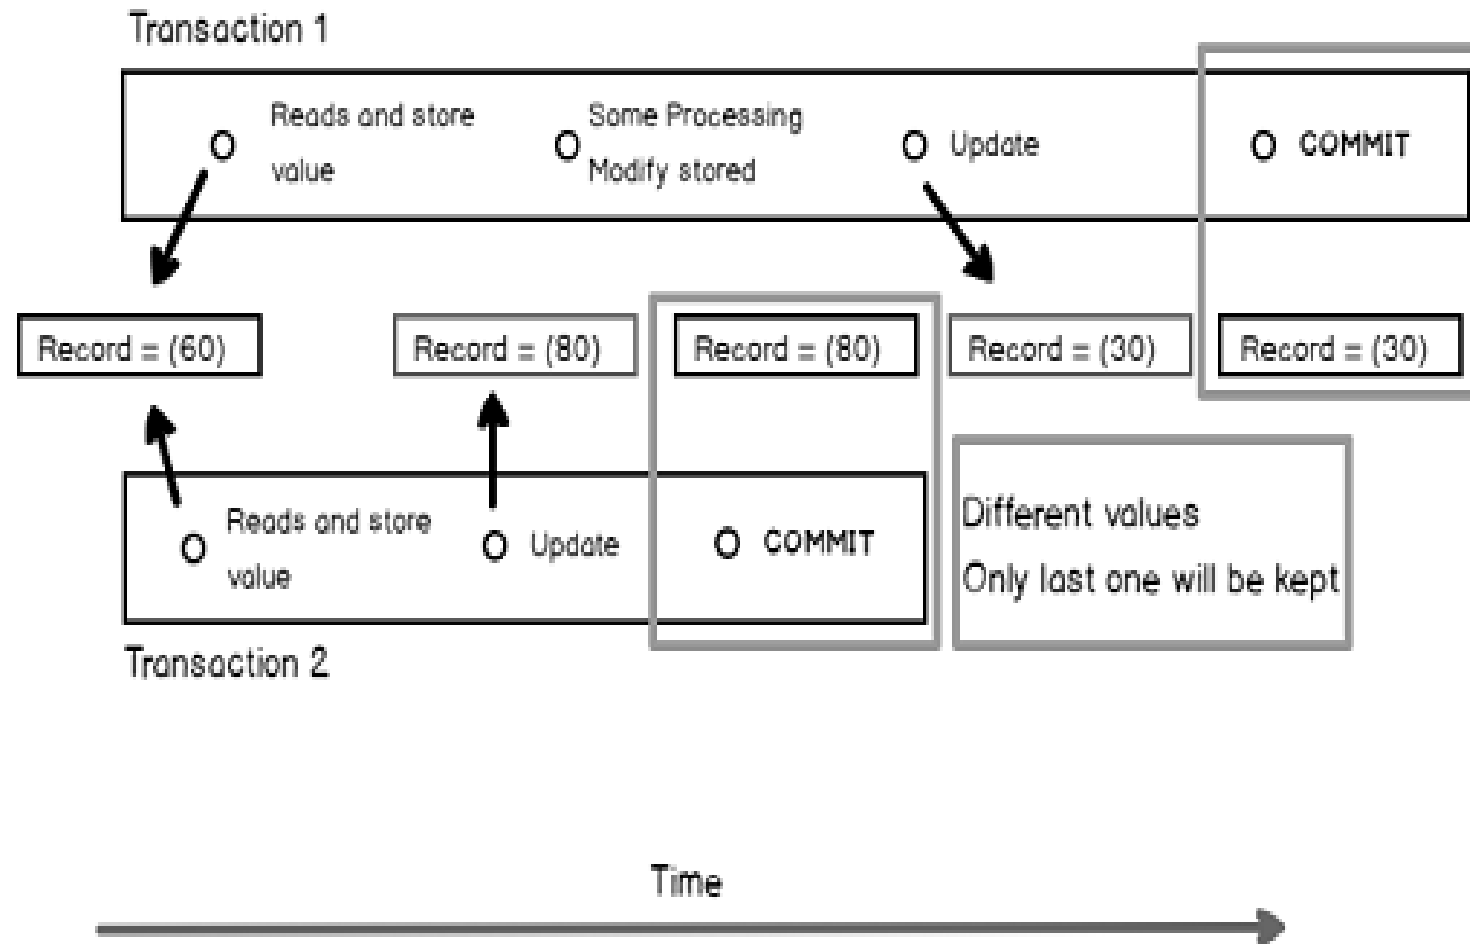 Transaction 1
Reads and store
value
Some Processing
Modify stored
Update
COMMIT
Record = (60)
Record = (80)
Record = (80)
Record = (30)
Record = (30)
Reads and store
value
Update
COMMIT
Different values
Only last one will be kept
Transaction 2
Time